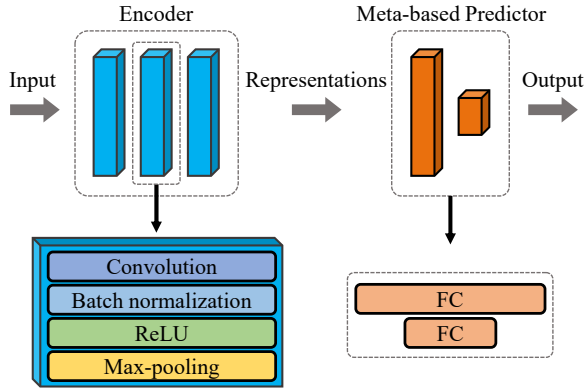 Encoder
Meta-based Predictor
Input
Representations
Output
Convolution
Batch normalization
ReLU
Max-pooling
FC
FC